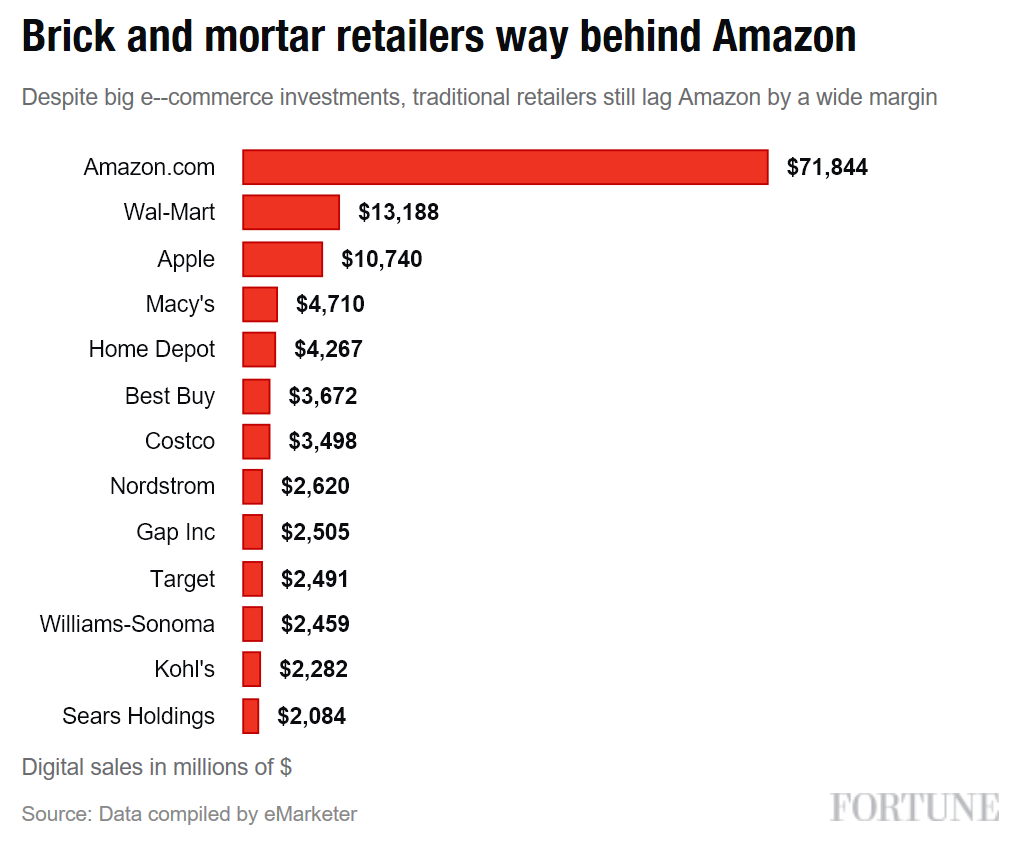 Brick and mortar retailers way behind Amazon
Despite big e--commerce investments, traditional retailers still lag Amazon by a wide margin
Amazon.com $71,844
Wal-Mart $13,188
Apple $10,740
Macy's $4,710
Home Depot $4,267
Best Buy $3,672
Costco $3,498
Nordstrom $2,620
Gap Inc $2,505
Target $2,491
Williams-Sonoma $2,459
Kohl's $2,282
Sears Holdings $2,084
Digital sales in millions of $
Source: Data compiled by eMarketer
FORTUNE